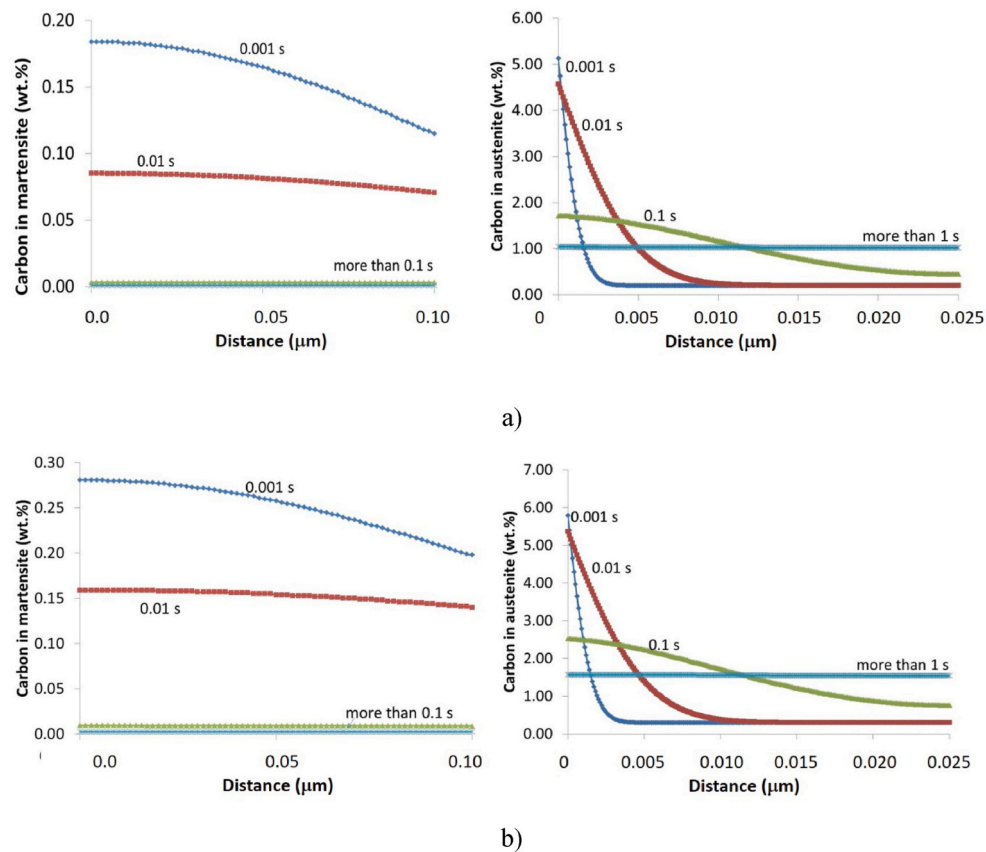 Carbon in martensite (wt.%)
0.20
0.15
0.10
0.05
0.00
0.001 s
0.01 s
more than 0.1 s
0.0
0.05
0.10
Distance (μm)
Carbon in austenite (wt.%)
6.00
5.00
4.00
3.00
2.00
1.00
0.00
0.001 s
0.01 s
0.1 s
more than 1 s
0
0.005
0.010
0.015
0.020
0.025
Distance (μm)
a)
Carbon in martensite (wt.%)
0.30
0.25
0.20
0.15
0.10
0.05
0.00
0.001 s
0.01 s
more than 0.1 s
0.0
0.05
0.10
Distance (μm)
Carbon in austenite (wt.%)
7.00
6.00
5.00
4.00
3.00
2.00
1.00
0.00
0.001 s
0.01 s
0.1 s
more than 1 s
0
0.005
0.010
0.015
0.020
0.025
Distance (μm)
b)